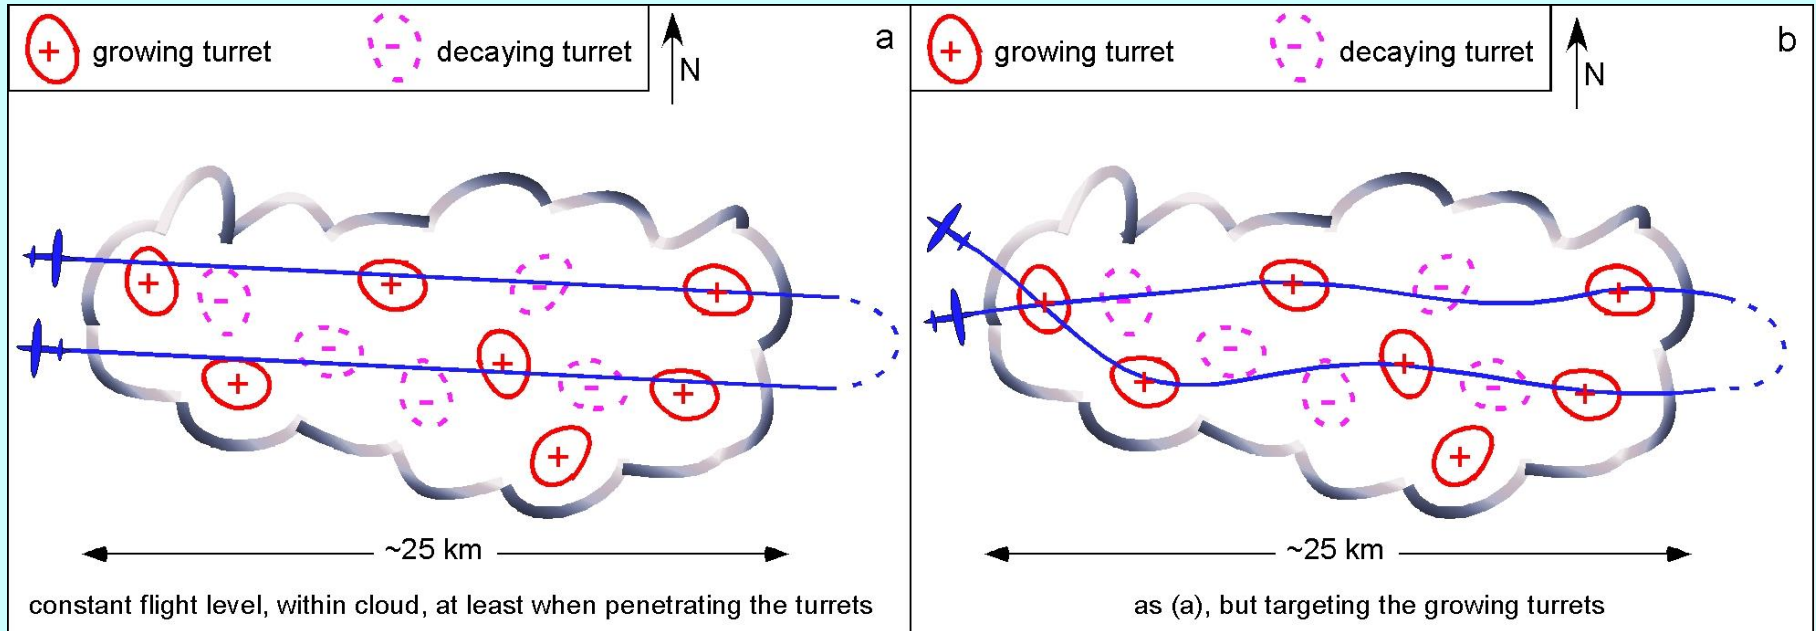 growing turret
decaying turret
N
a
~25 km
constant flight level, within cloud, at least when penetrating the turrets
growing turret
decaying turret
N
b
~25 km
as (a), but targeting the growing turrets